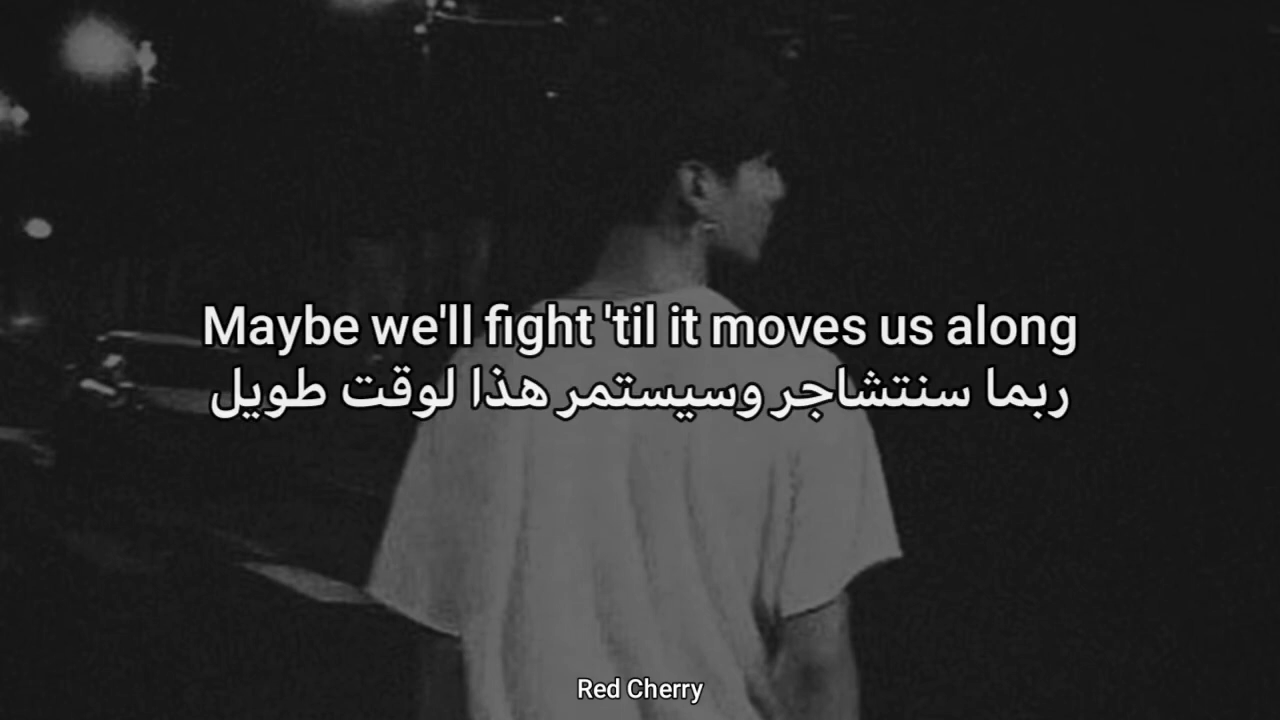 Maybe we'll fight 'til it moves us along
ربما سنتشاجر وسيستمر هذا لوقت طويل
Red Cherry